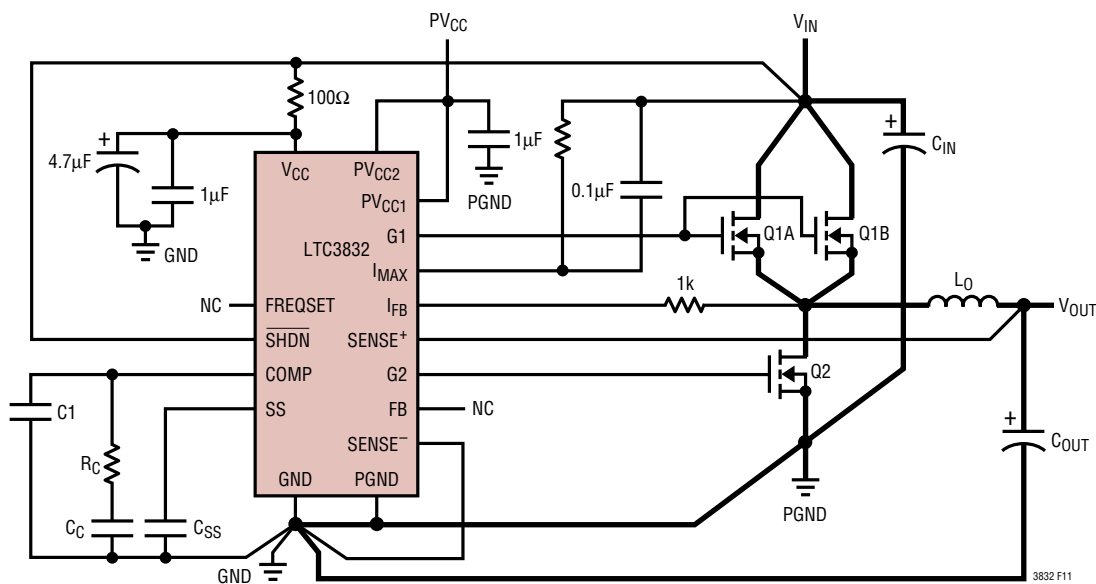 PVCC
VIN
100Ω
4.7µF
1µF
GND
VCC
PVCC2
PVCC1
1µF
PGND
0.1µF
CIN
G1
LTC3832
IMAX
Q1A
Q1B
NC
FREQSET
IFB
1k
LO
VOUT
SHDN
SENSE+
COMP
G2
Q2
C1
SS
FB
NC
SENSE–
RC
COUT
GND
PGND
PGND
CC
CSS
GND
3832 F11